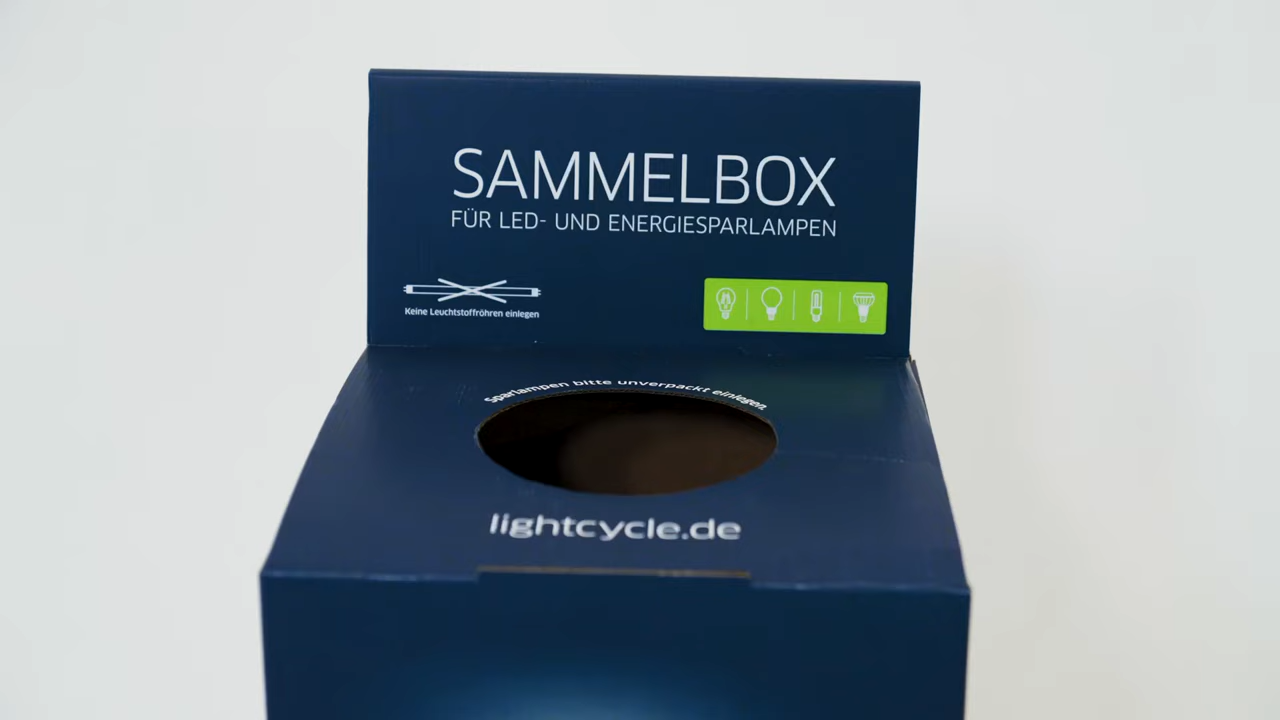 SAMMELBOX
FÜR LED- UND ENERGIESPARLAMPEN
Keine Leuchtstoffröhren einlegen
Sparlampen bitte unverpackt einlegen.
lightcycle.de